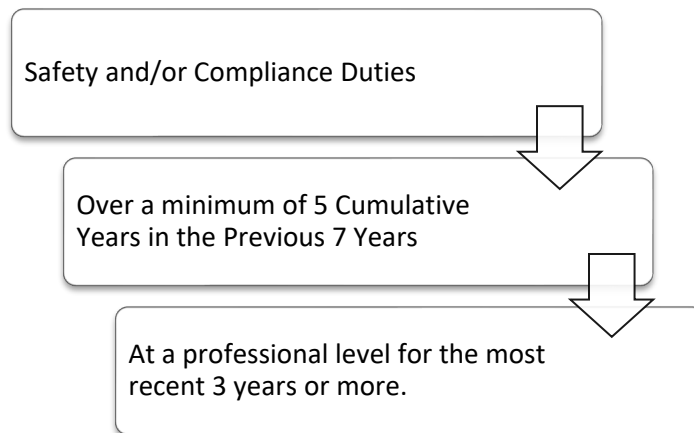 Safety and/or Compliance Duties
Over a minimum of 5 Cumulative
Years in the Previous 7 Years
At a professional level for the most
recent 3 years or more.